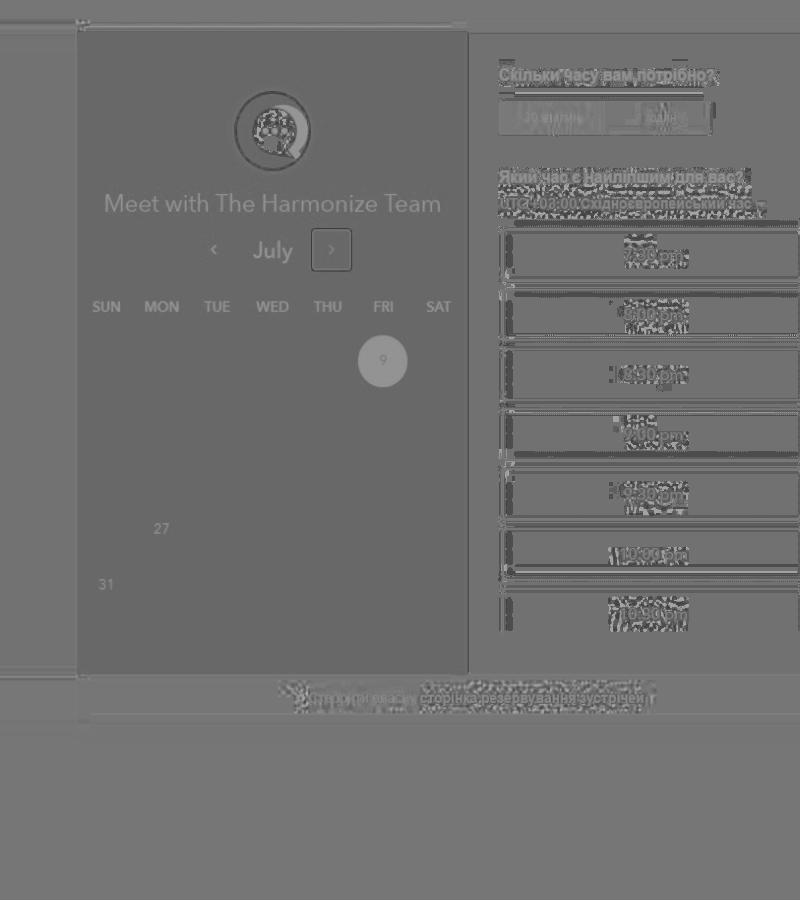 Meet with The Harmonize Team
July
SUN MON TUE WED THU FRI SAT
9
27
31
Скільки часу вам потрібно?
30 хвилин
Який час є найліпшим для вас?
UTC +03:00 Східноєвропейський час
7:30 pm
8:00 pm
8:30 pm
9:00 pm
9:30 pm
10:00 pm
10:30 pm
Створити власну сторінка резервування зустрічей